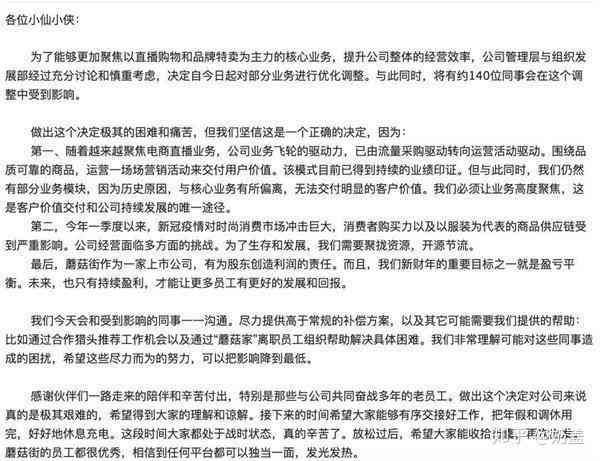 各位小仙小侠：
为了能够更加聚焦以直播购物和品牌特卖为主力的核心业务，提升公司整体的经营效率，公司管理层与组织发
展部经过充分讨论和慎重考虑，决定自今日起对部分业务进行优化调整。与此同时，将有约140位同事会在这个调
整中受到影响。
做出这个决定极其的困难和痛苦，但我们坚信这是一个正确的决定，因为：
第一、随着越来越聚焦电商直播业务，公司业务飞轮的驱动力，已由流量采购驱动转向运营活动驱动。围绕品
质可靠的商品，运营一场场营销活动来交付用户价值。该模式目前已得到持续的业绩印证。但与此同时，我们仍然
有部分业务模块，因为历史原因，与核心业务有所偏离，无法交付明显的客户价值。我们必须让业务高度聚焦，这
是客户价值交付和公司持续发展的唯一途径。
第二，今年一季度以来，新冠疫情对时尚消费市场冲击巨大，消费者购买力以及以服装为代表的商品供应链受
到严重影响。公司经营面临多方面的挑战。为了生存和发展，我们需要聚拢资源，开源节流。
最后，蘑菇街作为一家上市公司，有为股东创造利润的责任。而且，我们新财年的重要目标之一就是盈亏平
衡。未来，也只有持续盈利，才能让更多员工有更好的发展和回报。
我们今天会和受到影响的同事一一沟通。尽力提供高于常规的补偿方案，以及其它可能需要我们提供的帮助：
比如通过合作猎头推荐工作机会以及通过“蘑菇家”离职员工组织帮助解决具体困难。我们非常理解可能对这些同事造
成的困扰，希望这些尽力而为的努力，可以把影响降到最低。
感谢伙伴们一路走来的陪伴和辛苦付出，特别是那些与公司共同奋战多年的老员工。做出这个决定对公司来说
真的是极其艰难的，希望得到大家的理解和谅解。接下来的时间希望大家能够有序交接好工作，把年假和调休用
完，好好地休息充电。这段时间大家都处于战时状态，真的辛苦了。放松过后，希望大家能收拾行囊，再次出发。
蘑菇街的员工都很优秀，相信到任何平台都可以独当一面，发光发热。
知乎